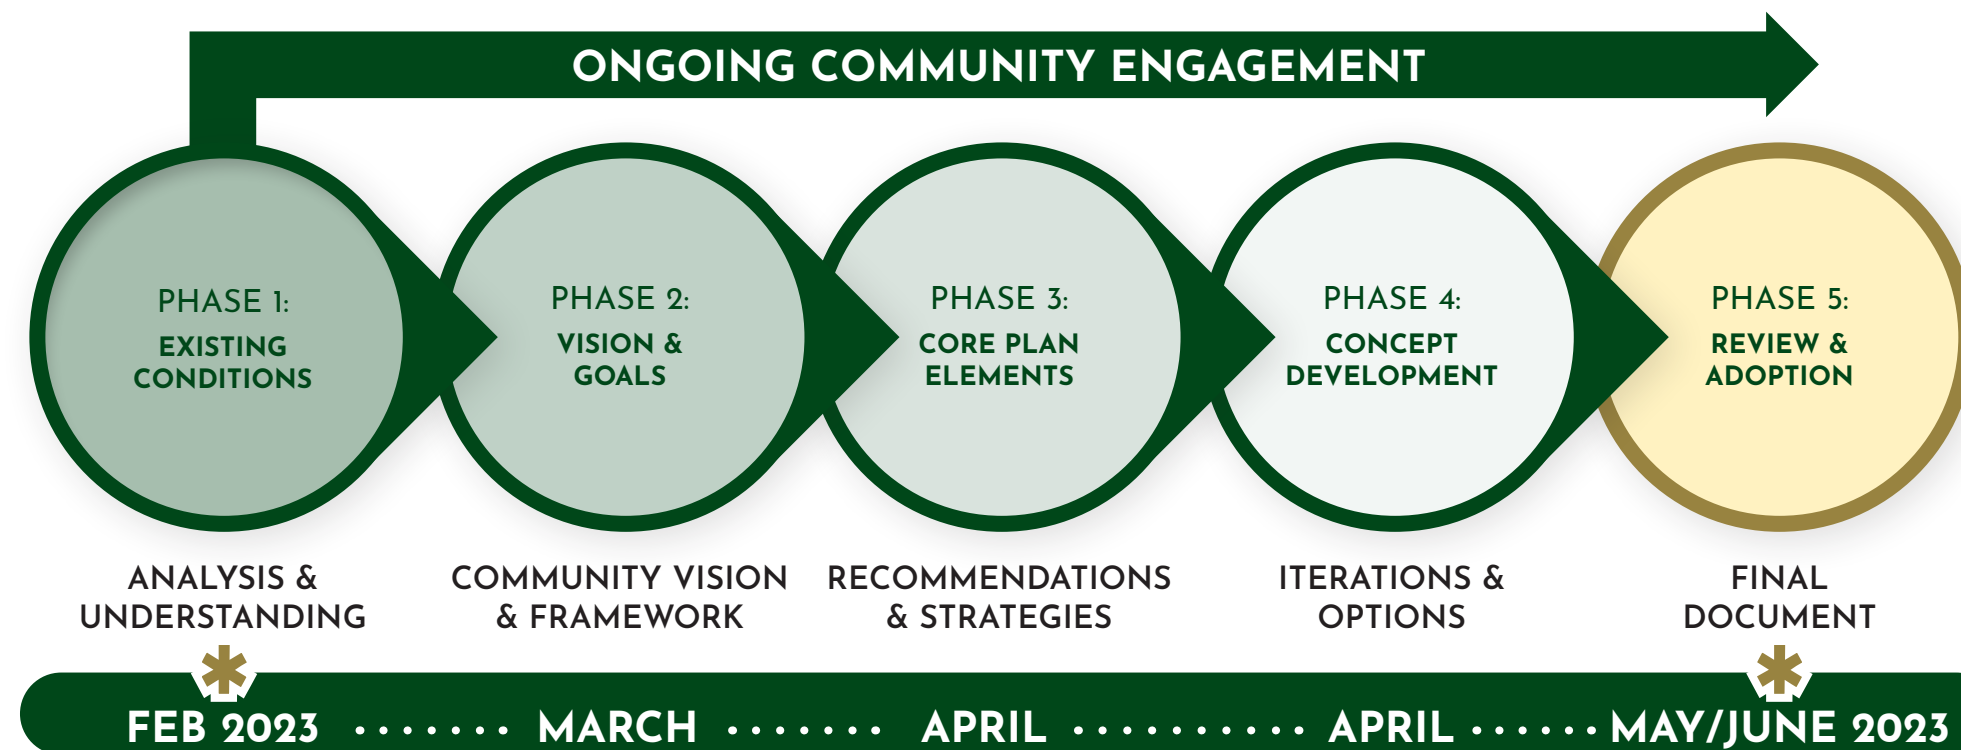 ONGOING COMMUNITY ENGAGEMENT
PHASE 1:
EXISTING
CONDITIONS
PHASE 2:
VISION &
GOALS
PHASE 3:
CORE PLAN
ELEMENTS
PHASE 4:
CONCEPT
DEVELOPMENT
PHASE 5:
REVIEW &
ADOPTION
ANALYSIS &
UNDERSTANDING
COMMUNITY VISION
& FRAMEWORK
RECOMMENDATIONS
& STRATEGIES
ITERATIONS &
OPTIONS
FINAL
DOCUMENT
FEB 2023 ....... MARCH ....... APRIL .......... APRIL ...... MAY/JUNE 2023